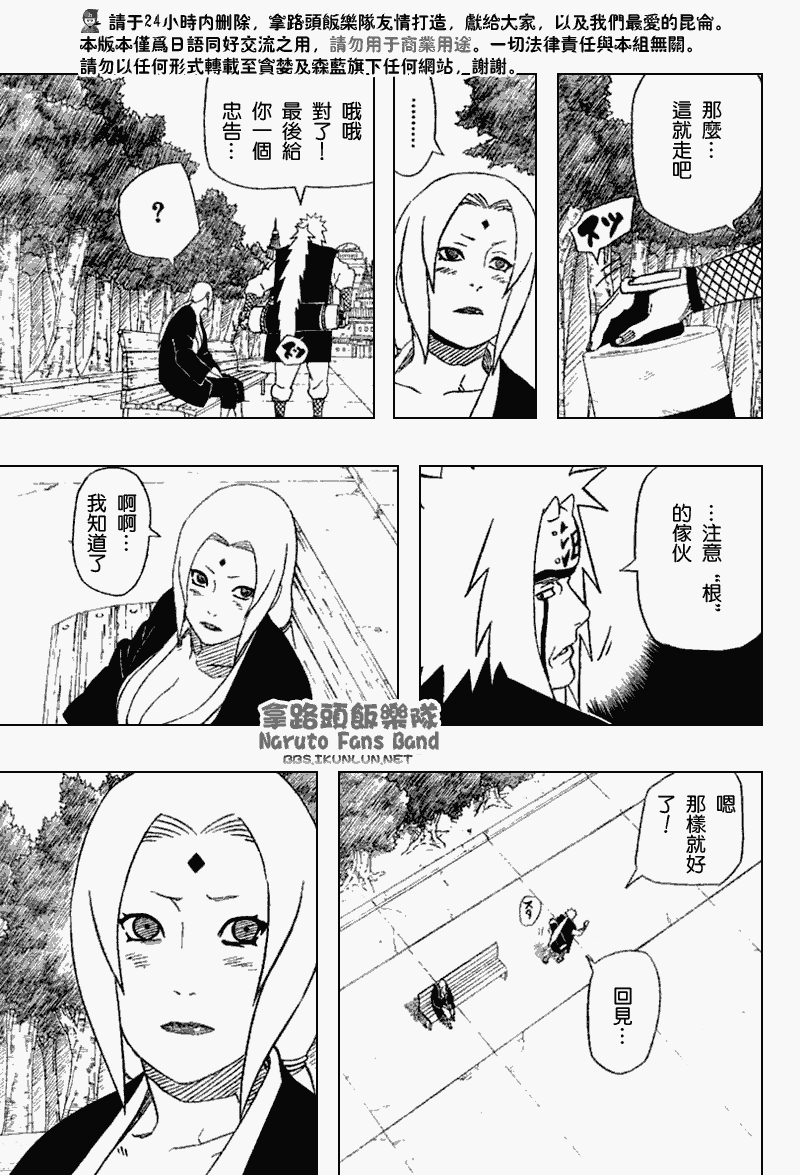 請于24小時内刪除，拿路頭飯樂隊友情打造，獻給大家，以及我們最愛的昆侖。
本版本僅爲日語同好交流之用，請勿用于商業用途。一切法律責任與本組無關。
請勿以任何形式轉載至貪婪及森藍旗下任何網站，謝謝。
那麼…
這就走吧
スッ
………
哦哦
對了！
最後給
你一個
忠告…
？
…注意“根”
的傢伙
啊啊…
我知道了
拿路頭飯樂隊
Naruto Fans Band
BBS.IKUNLUN.NET
嗯
那樣就好
了！
回見…